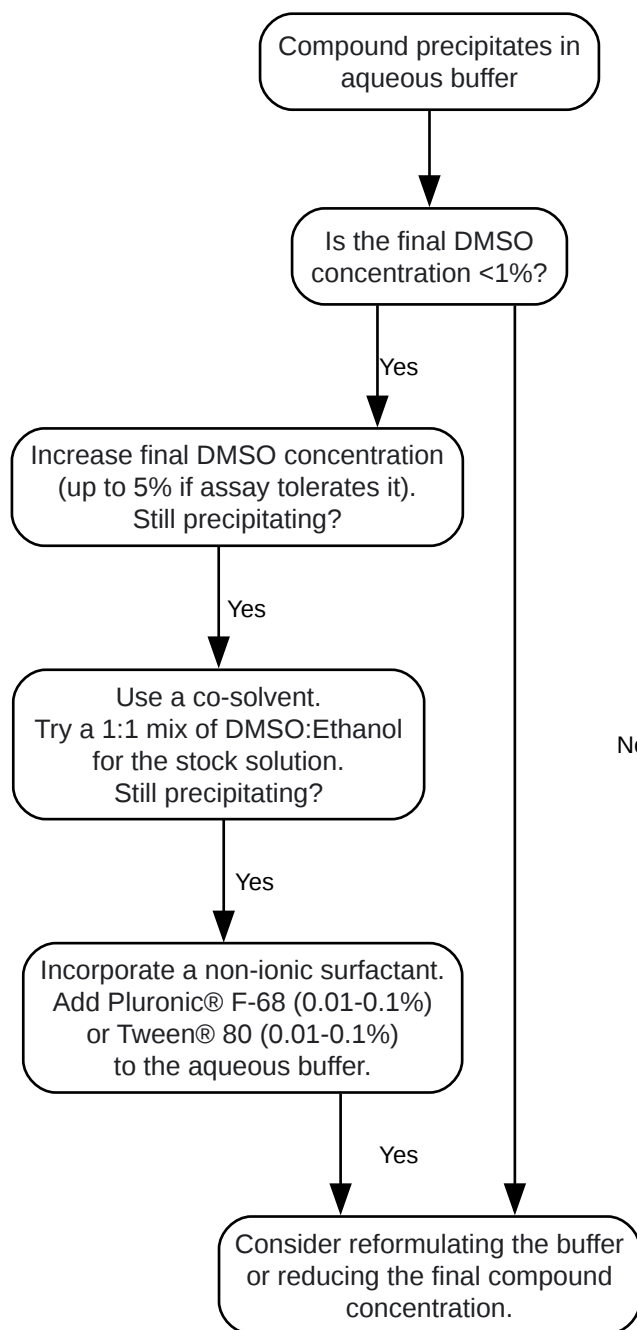 Compound precipitates in
aqueous buffer
Is the final DMSO
concentration <1%?
Yes
Increase final DMSO concentration
(up to 5% if assay tolerates it).
Still precipitating?
Yes
Use a co-solvent.
Try a 1:1 mix of DMSO:Ethanol
for the stock solution.
Still precipitating?
No
Yes
Incorporate a non-ionic surfactant.
Add Pluronic® F-68 (0.01-0.1%)
or Tween® 80 (0.01-0.1%)
to the aqueous buffer.
Yes
Consider reformulating the buffer
or reducing the final compound
concentration.